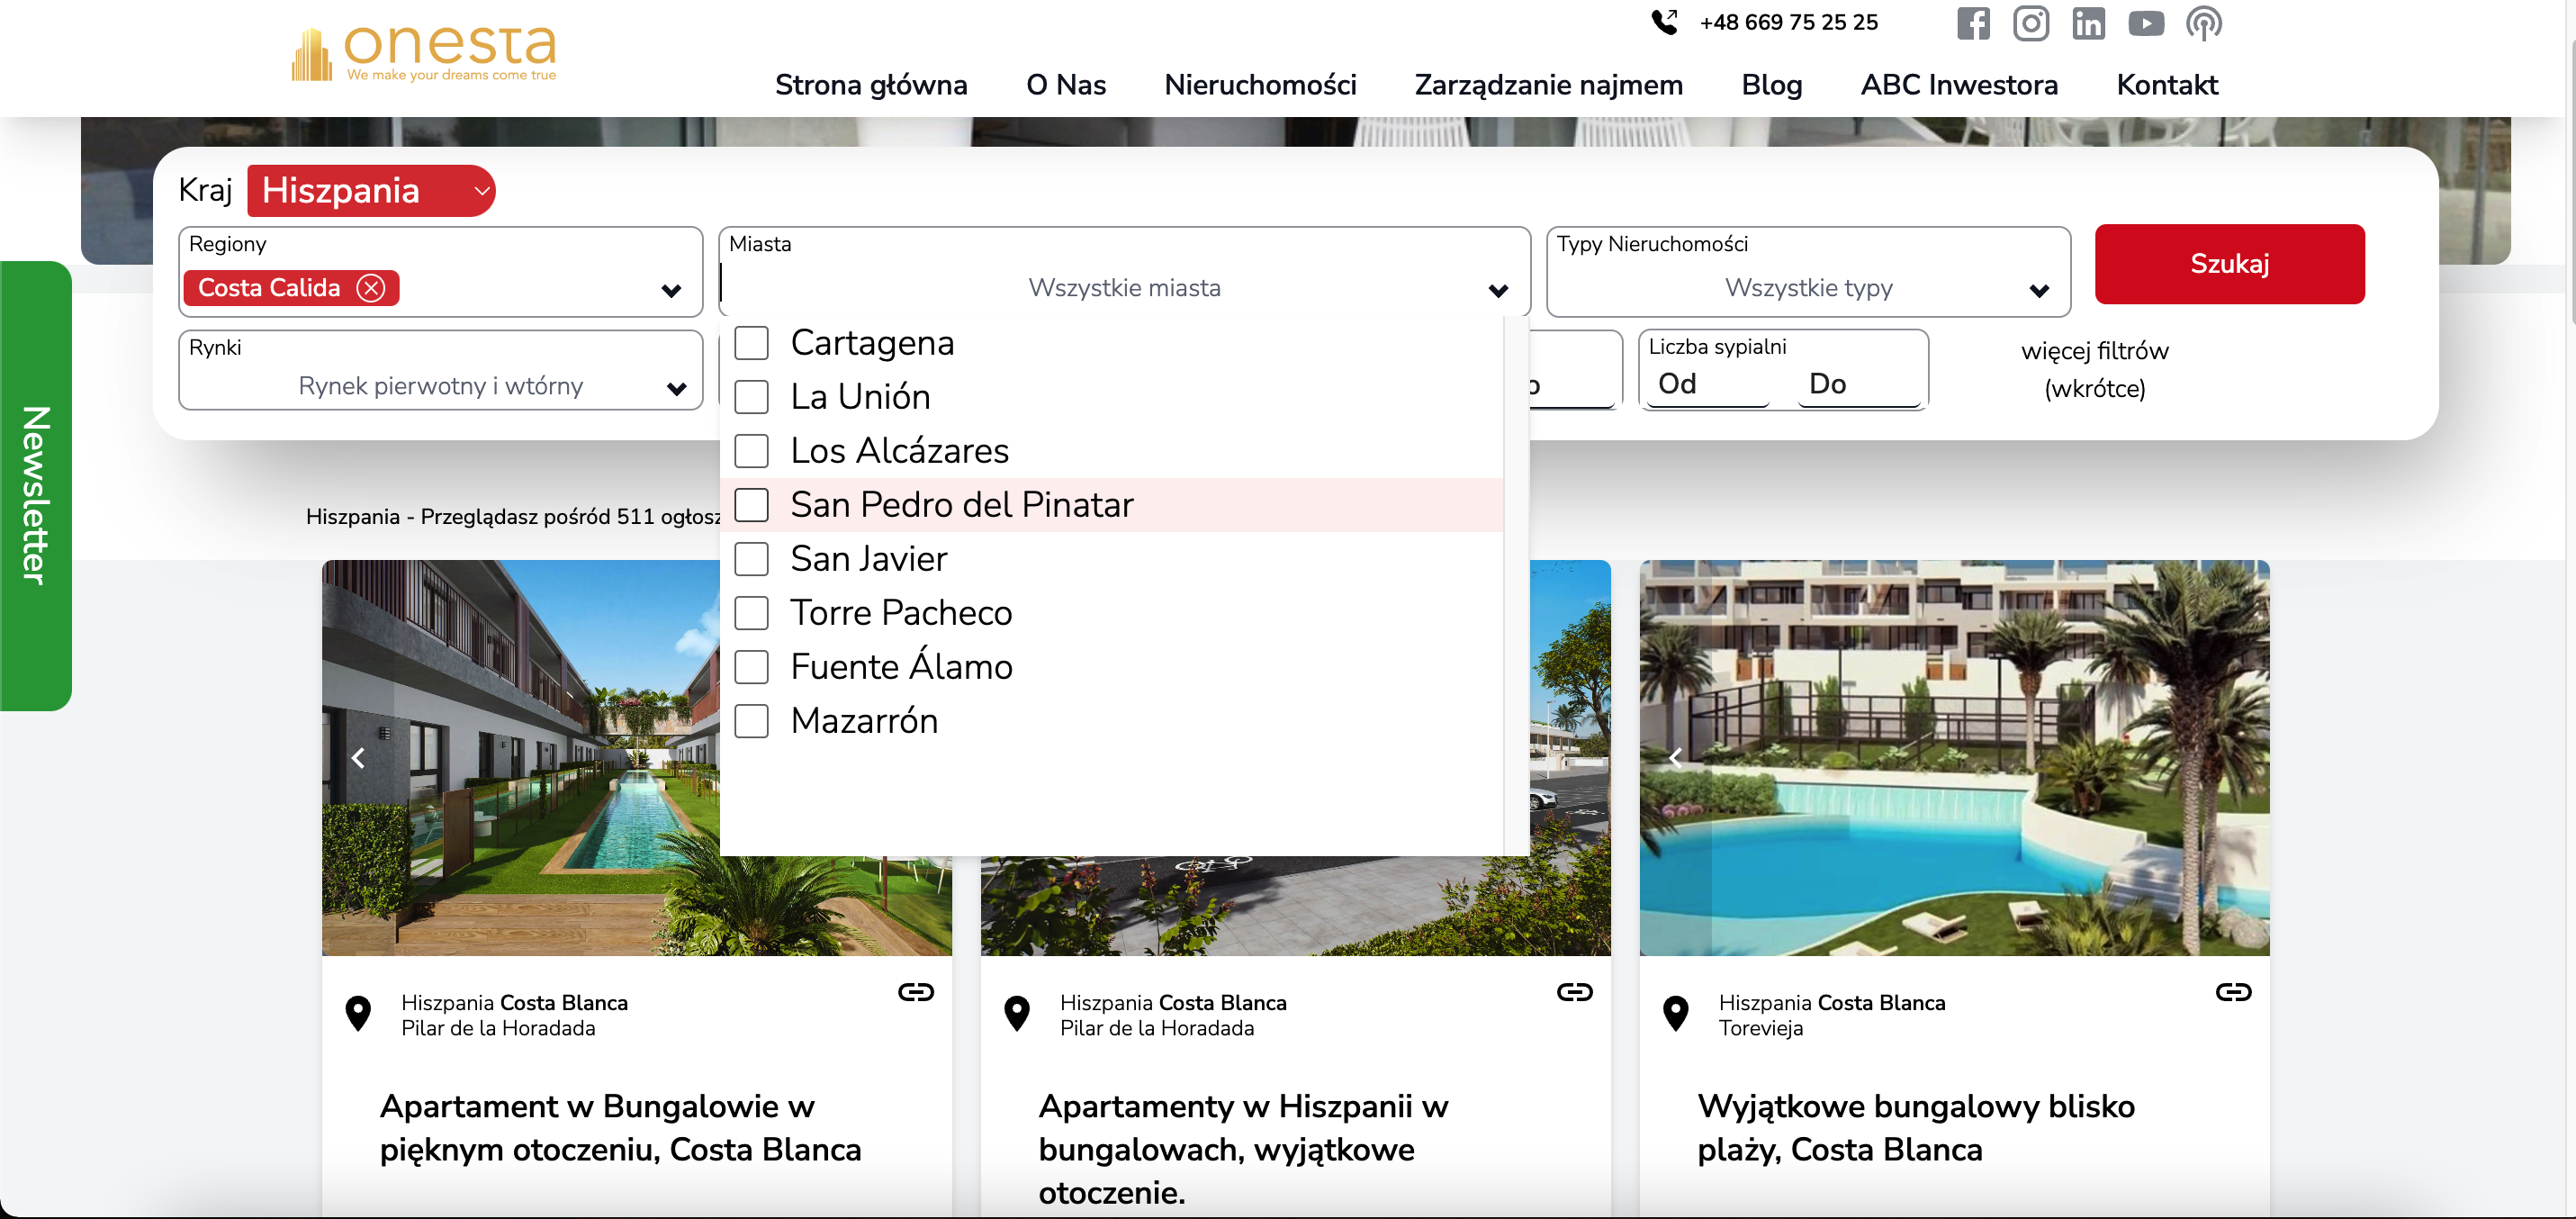 onesta
We make your dreams come true
+48 669 75 25 25
Strona główna
O Nas
Nieruchomości
Zarządzanie najmem
Blog
ABC Inwestora
Kontakt
Kraj
Hiszpania
Regiony
Costa Calida
Miasta
Wszystkie miasta
Typy Nieruchomości
Wszystkie typy
Szukaj
Rynki
Rynek pierwotny i wtórny
Liczba sypialni
Od
Do
więcej filtrów
(wkrótce)
Cartagena
La Unión
Los Alcázares
San Pedro del Pinatar
San Javier
Torre Pacheco
Fuente Álamo
Mazarrón
Newsletter
Hiszpania - Przeglądasz pośród 511
Hiszpania Costa Blanca
Pilar de la Horadada
Apartament w Bungalowie w
pięknym otoczeniu, Costa Blanca
Hiszpania Costa Blanca
Pilar de la Horadada
Apartamenty w Hiszpanii w
bungalowach, wyjątkowe
otoczenie.
Hiszpania Costa Blanca
Torevieja
Wyjątkowe bungalowy blisko
plaży, Costa Blanca